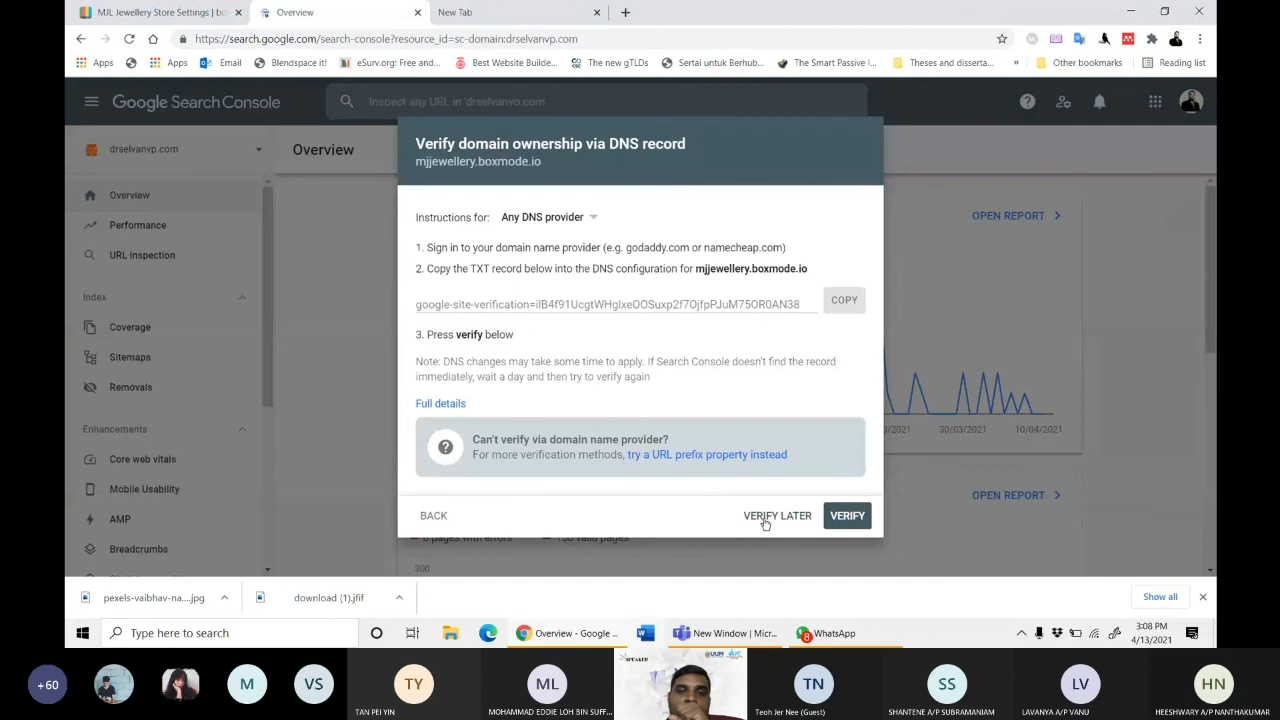 MJL Jewellery Store Settings | bo
Overview
New Tab
https://search.google.com/search-console?resource_id=sc-domain:drselvanvp.com
Apps
Apps
Email
Blendspace it!
eSurv.org: Free and...
Best Website Builde...
The new gTLDs
Sertai untuk Berhub...
The Smart Passive I...
Theses and disserta...
»
Other bookmarks
Reading list
Google Search Console
Inspect any URL in 'drselvanvp.com'
drselvanvp.com
Overview
Overview
Performance
URL inspection
Index
Coverage
Sitemaps
Removals
Enhancements
Core web vitals
Mobile Usability
AMP
Breadcrumbs
Verify domain ownership via DNS record
mjjewellery.boxmode.io
Instructions for: Any DNS provider
1. Sign in to your domain name provider (e.g. godaddy.com or namecheap.com)
2. Copy the TXT record below into the DNS configuration for mjjewellery.boxmode.io
google-site-verification=ilB4f91UcgtWHglxeOOSuxp2f7OjfpPJuM75OR0AN38
COPY
3. Press verify below
Note: DNS changes may take some time to apply. If Search Console doesn't find the record
immediately, wait a day and then try to verify again
Full details
Can't verify via domain name provider?
For more verification methods, try a URL prefix property instead
BACK
VERIFY LATER
VERIFY
OPEN REPORT
30/03/2021
10/04/2021
OPEN REPORT
300
pexels-vaibhav-na....jpg
download (1).jfif
Show all
Type here to search
Overview - Google ...
New Window | Micr...
8
WhatsApp
3:08 PM
4/13/2021
+60
M
VS
TY
TAN PEI YIN
ML
MOHAMMAD EDDIE LOH BIN SUFF...
SPEAKER
UUM
TN
Teoh Jer Nee (Guest)
SS
SHANTENE A/P SUBRAMANIAM
LV
LAVANYA A/P VANU
HN
HEESHWARY A/P NANTHAKUMAR